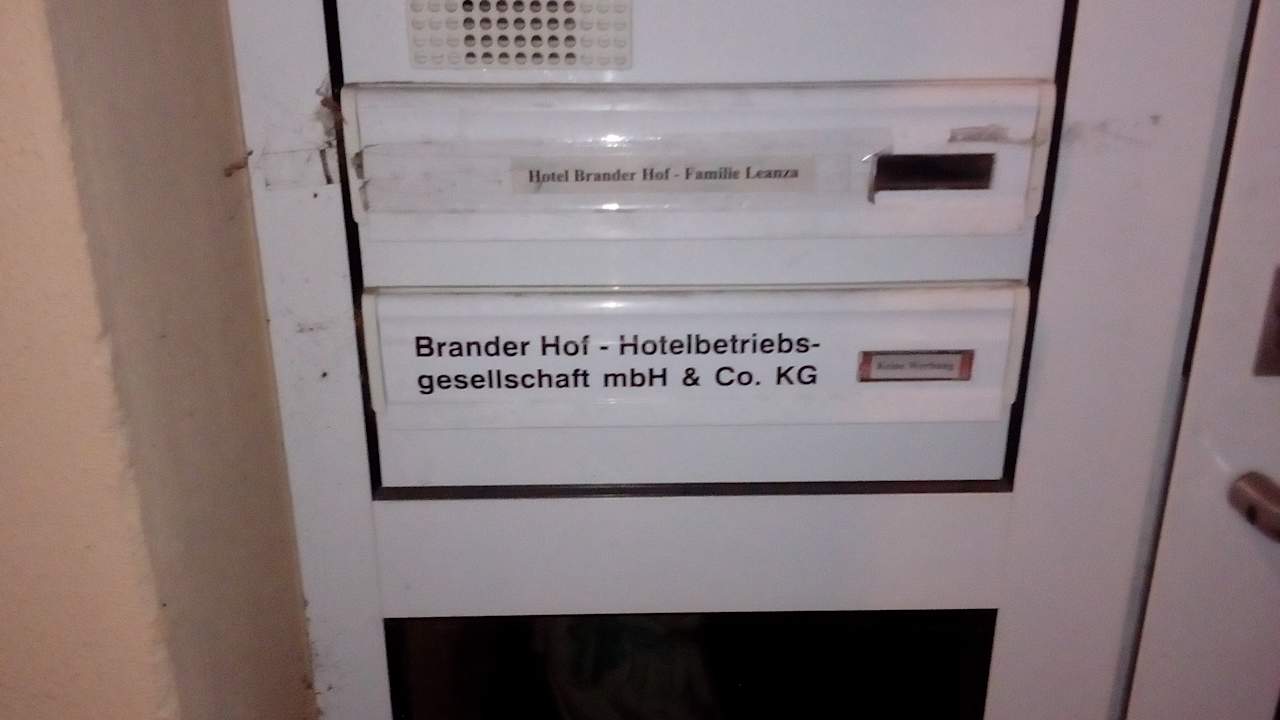 Hotel Brander Hof - Familie Leanza
Brander Hof - Hotelbetriebs-
gesellschaft mbH & Co. KG
Keine Werbung